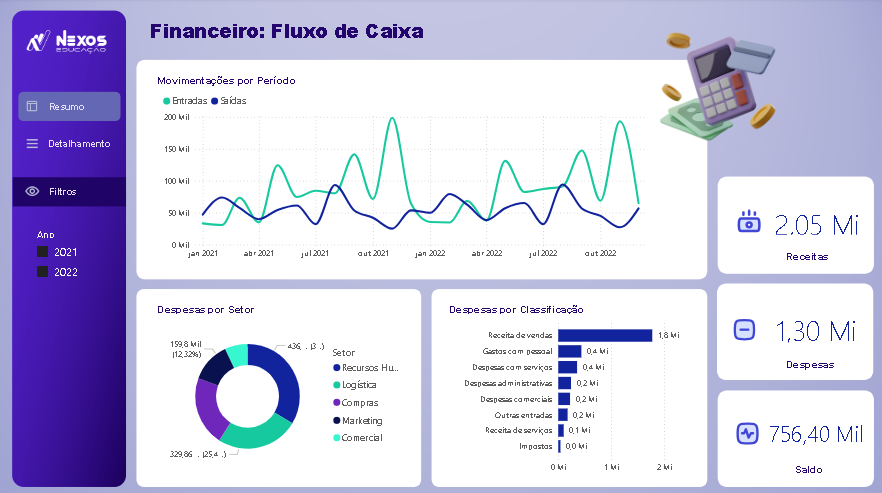 NEXOS
EDUCAÇÃO
Resumo
Detalhamento
Filtros
Ano
2021
2022
Financeiro: Fluxo de Caixa
Movimentações por Período
Entradas Saídas
200 Mil
150 Mil
100 Mil
50 Mil
0 Mil
jan 2021 abr 2021 jul 2021 out 2021 jan 2022 abr 2022 jul 2022 out 2022
2.05 Mi
Receitas
1,30 Mi
Despesas
756,40 Mil
Saldo
Despesas por Setor
159,8 Mil
(12,32%)
436, . (3 .)
329,86 . (25,4 .)
Setor
Recursos Hu...
Logística
Compras
Marketing
Comercial
Despesas por Classificação
Receita de vendas 1,8 Mi
Gastos com pessoal 0,4 Mi
Despesas com serviços 0,4 Mi
Despesas administrativas 0,2 Mi
Despesas comerciais 0,2 Mi
Outras entradas 0,2 Mi
Receita de serviços 0,1 Mi
Impostos 0,0 Mi
0 Mi 1 Mi 2 Mi